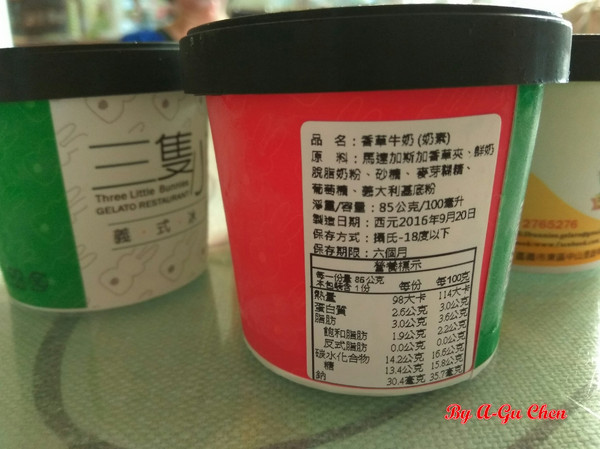 三隻
Three Little Bunnies
GELATO RESTAURANT
義式 冰
品 名：香草牛奶 (奶素)
原 料：馬達加斯加香草夾、鮮奶
脫脂奶粉、砂糖、麥芽糊精、
葡萄糖、義大利基底粉
淨重/容量：85公克/100毫升
製造日期：西元2016年9月20日
保存方式：攝氏-18度以下
保存期限：六個月
營養標示
每一份量 85公克
本包裝含 1份
每份 每100克
熱量 98大卡 114大卡
蛋白質 2.6公克 3.0公克
脂肪 3.0公克 3.6公克
飽和脂肪 1.9公克 2.2公克
反式脂肪 0.0公克 0.0公克
碳水化合物 14.2公克 16.6公克
糖 13.4公克 15.8公克
鈉 30.4毫克 35.7毫克
2765276
By A-Gu Chen